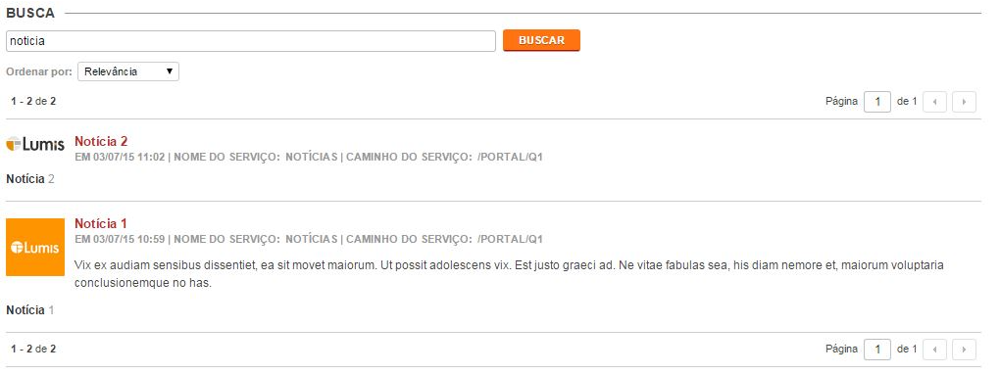 BUSCA
noticia BUSCAR
Ordenar por: Relevância
1 - 2 de 2 Página 1 de 1
Lumis Notícia 2
EM 03/07/15 11:02 | NOME DO SERVIÇO: NOTÍCIAS | CAMINHO DO SERVIÇO: /PORTAL/Q1
Notícia 2
Notícia 1
EM 03/07/15 10:59 | NOME DO SERVIÇO: NOTÍCIAS | CAMINHO DO SERVIÇO: /PORTAL/Q1
Lumis
Vix ex audiam sensibus dissentiet, ea sit movet maiorum. Ut possit adolescens vix. Est justo graeci ad. Ne vitae fabulas sea, his diam nemore et, maiorum voluptaria
conclusionemque no has.
Notícia 1
1 - 2 de 2 Página 1 de 1